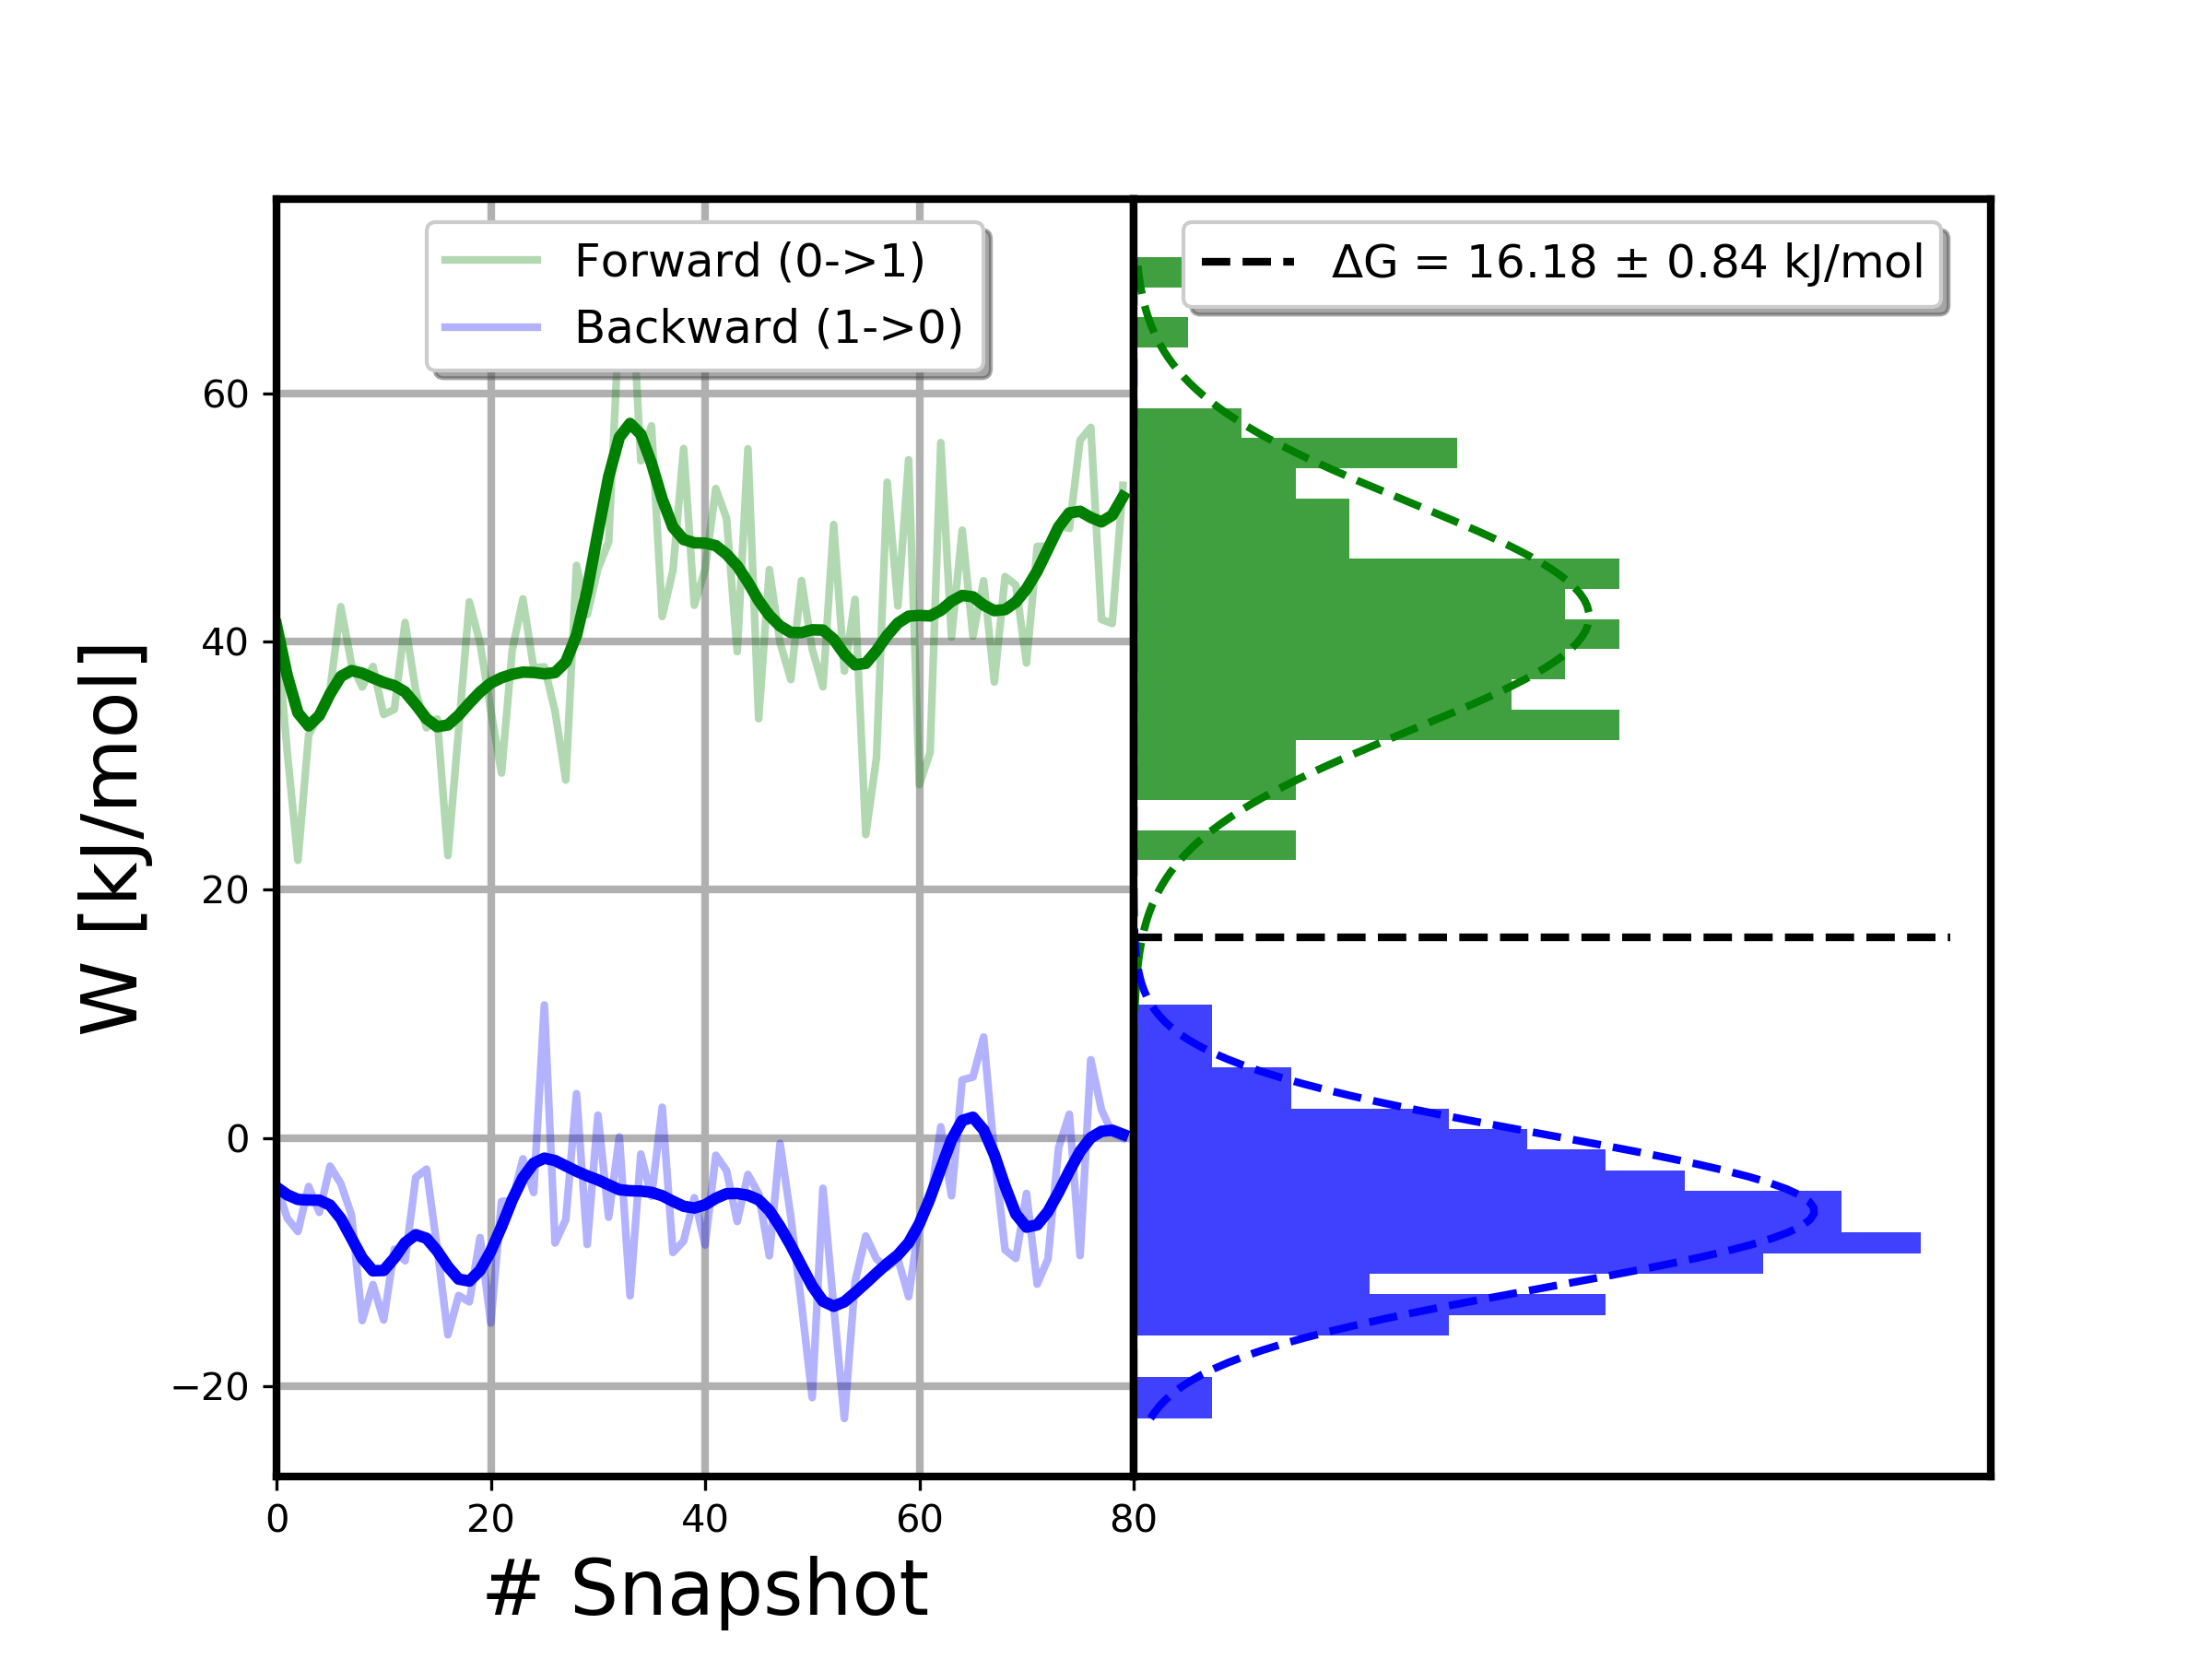 Forward (0->1)
Backward (1->0)
ΔG = 16.18 ± 0.84 kJ/mol
W [kJ/mol]
60
40
20
0
−20
0 20 40 60 80
# Snapshot